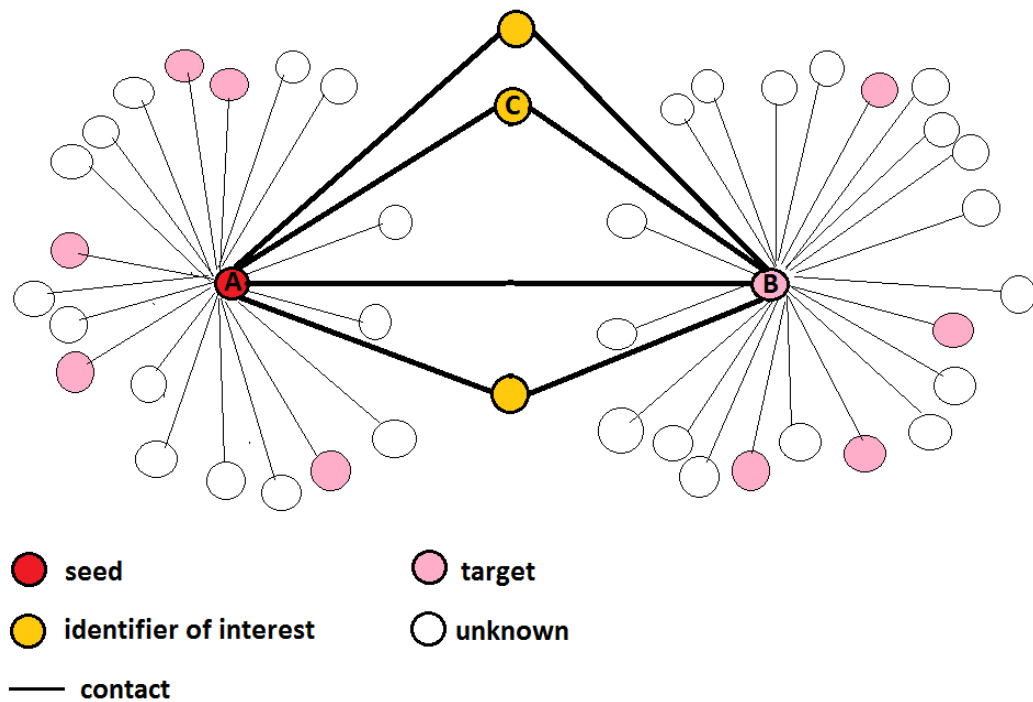 C
A
B
seed
target
identifier of interest
unknown
contact